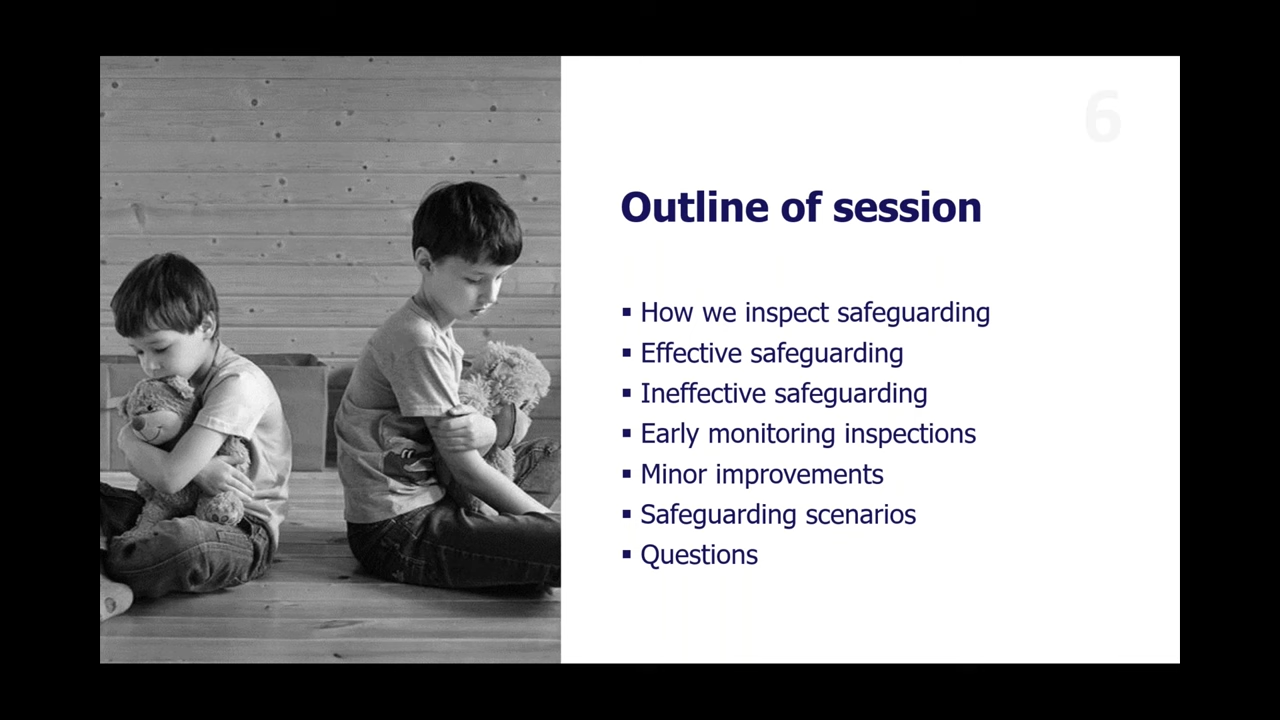 6
Outline of session
▪ How we inspect safeguarding
▪ Effective safeguarding
▪ Ineffective safeguarding
▪ Early monitoring inspections
▪ Minor improvements
▪ Safeguarding scenarios
▪ Questions